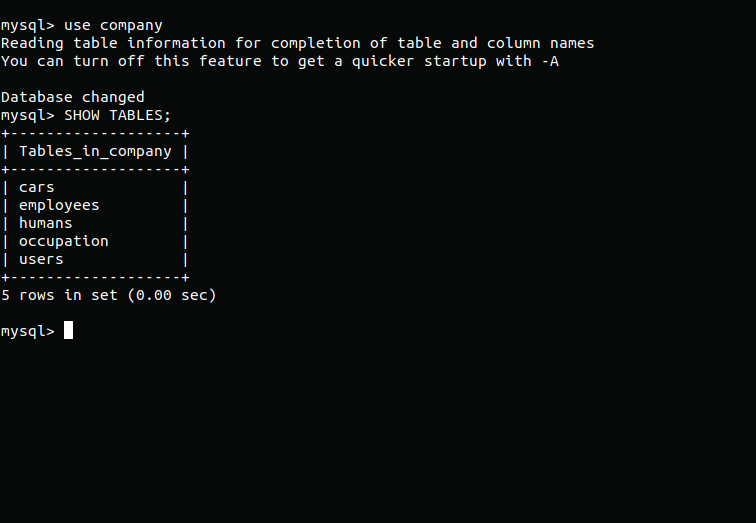 mysql> use company
Reading table information for completion of table and column names
You can turn off this feature to get a quicker startup with -A

Database changed
mysql> SHOW TABLES;
+-------------------+
| Tables_in_company |
+-------------------+
| cars              |
| employees         |
| humans            |
| occupation        |
| users             |
+-------------------+
5 rows in set (0.00 sec)

mysql>